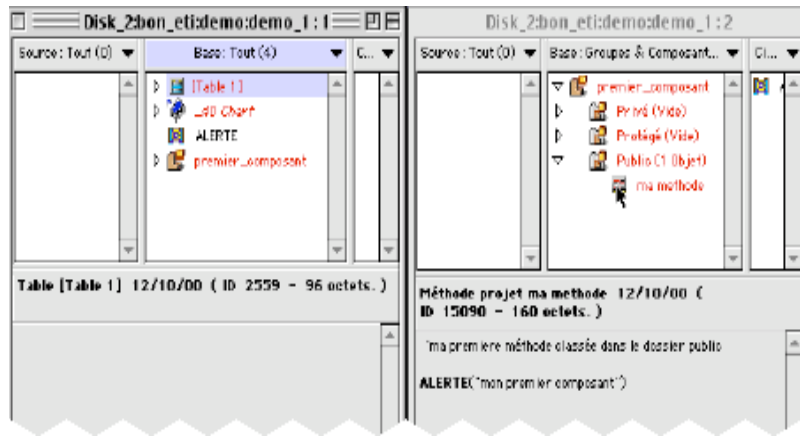 Disk_2:bon_eti:demo:demo_1 : 1
Source : Tout (0)
Base : Tout (4)
C...
[Table 1]
_4D Chart
ALERTE
premier_composant
Table [Table 1] 12/10/00 ( ID 2559 - 96 octets. )
Disk_2:bon_eti:demo:demo_1 : 2
Source : Tout (0)
Base : Groupes & Composant...
Ci...
premier_composant
Privé (Vide)
Protégé (Vide)
Public (1 Objet)
ma methode
Méthode projet ma methode 12/10/00 (
ID 15090 - 160 octets. )
`ma premiere méthode classée dans le dossier public
ALERTE("mon premier composant")